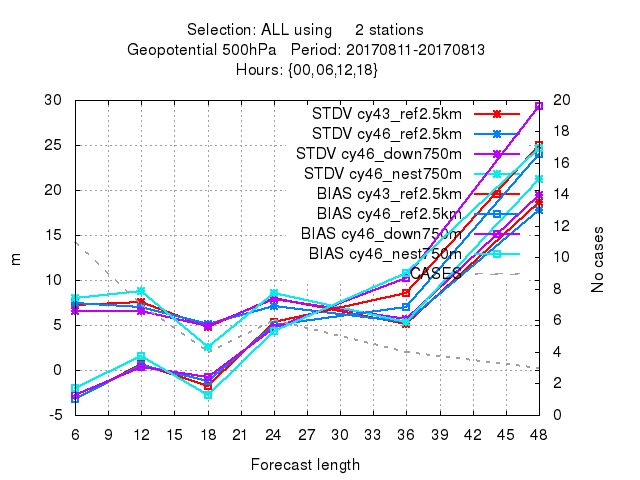 Selection: ALL using 2 stations
Geopotential 500hPa Period: 20170811-20170813
Hours: {00,06,12,18}
30 20
STDV cy43_ref2.5km
18
STDV cy46_ref2.5km
25
STDV cy46_down750m
16
STDV cy46_nest750m
20 14
BIAS cy43_ref2.5km
BIAS cy46_ref2.5km
12
BIAS cy46_down750m
15
BIAS cy46_nest750m
10
m
No cases
CASES
10
8
5 6
4
0
2
-5 0
6 9 12 15 18 21 24 27 30 33 36 39 42 45 48
Forecast length